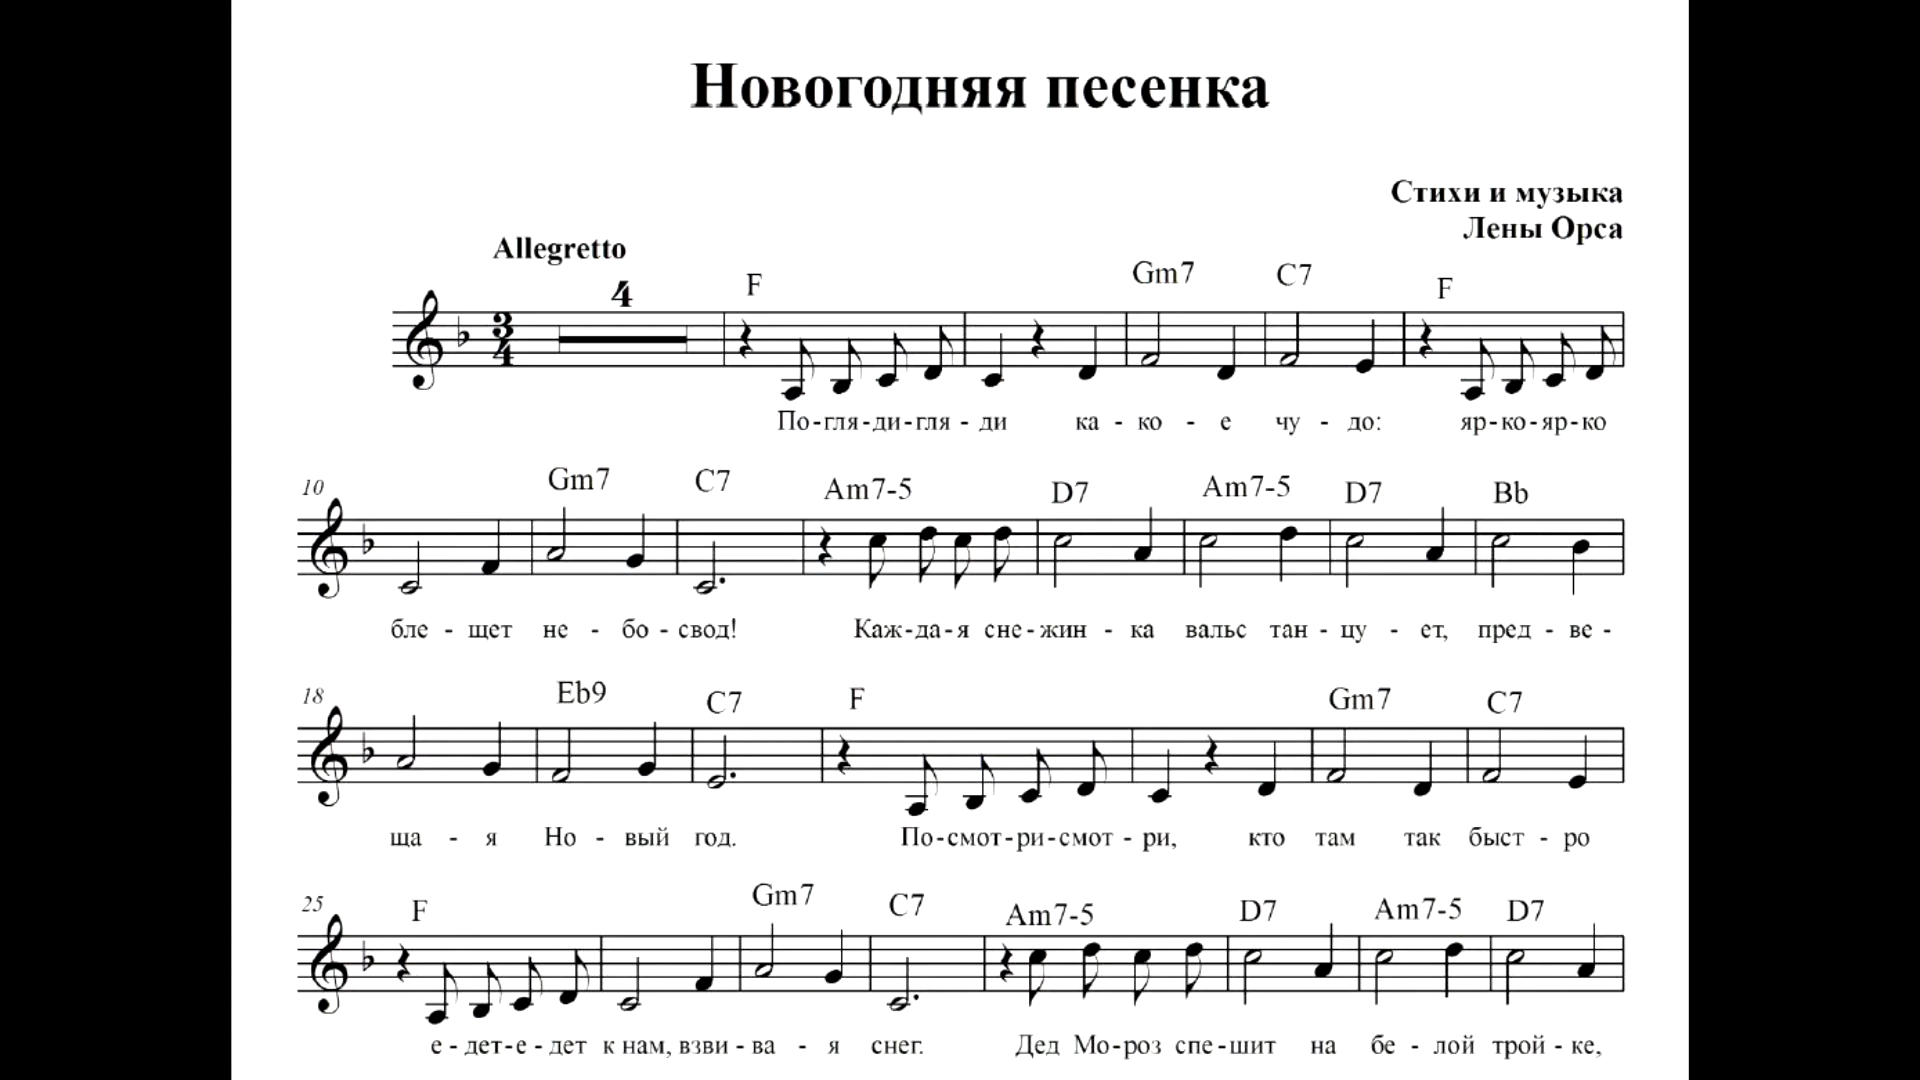 Новогодняя песенка
Стихи и музыка
Лены Орса
Allegretto
4
F Gm7 C7 F
3
4
По-гля-ди-гля - ди ка - ко - е чу - до: яр-ко-яр-ко
10
Gm7 C7 Am7-5 D7 Am7-5 D7 Bb
бле - щет не - бо - свод! Каж-да-я сне-жин - ка вальс тан - цу - ет, пред - ве -
18
Eb9 C7 F Gm7 C7
ща - я Но - вый год. По-смот-ри-смот - ри, кто там так быст - ро
25
F Gm7 C7 Am7-5 D7 Am7-5 D7
е - дет-е - дет к нам, взви - ва - я снег. Дед Мо-роз спе-шит на бе - лой трой - ке,